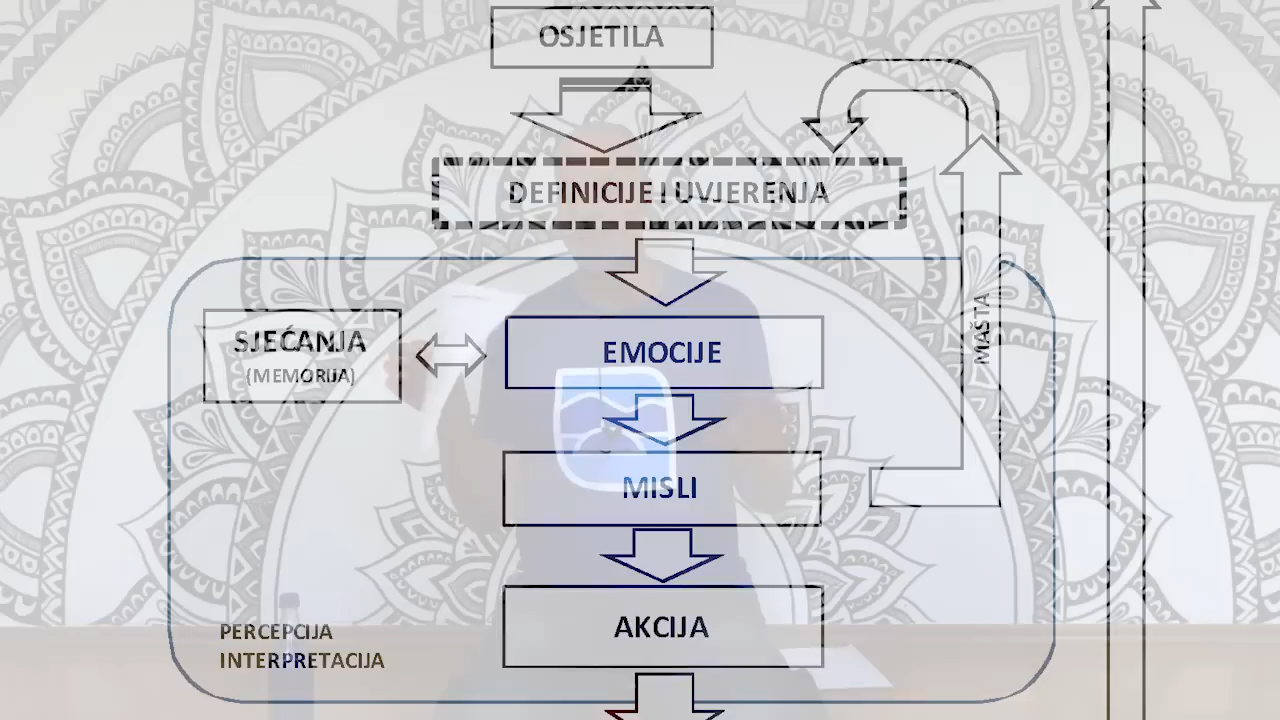 OSJETILA
DEFINICIJE I UVJERENJA
SJEĆANJA
(MEMORIJA)
EMOCIJE
MAŠTA
MISLI
AKCIJA
PERCEPCIJA
INTERPRETACIJA